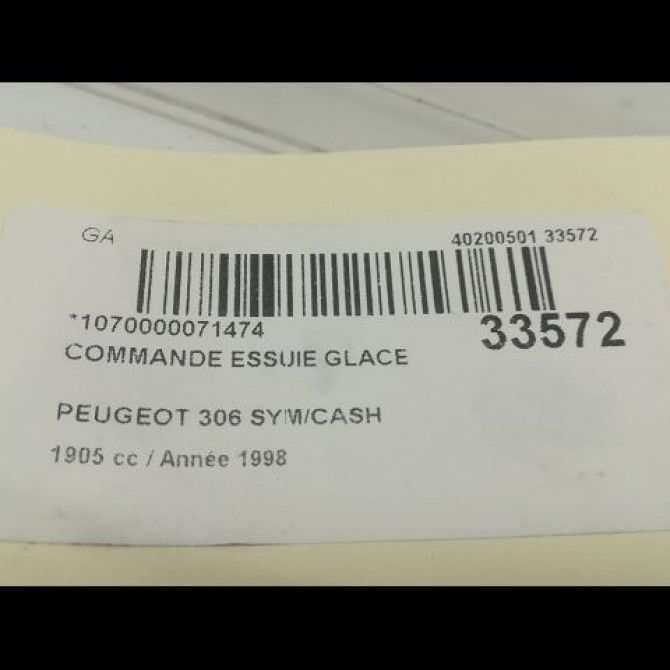 GA 40200501 33572
*1070000071474 33572
COMMANDE ESSUIE GLACE
PEUGEOT 306 SYM/CASH
1905 cc / Année 1998